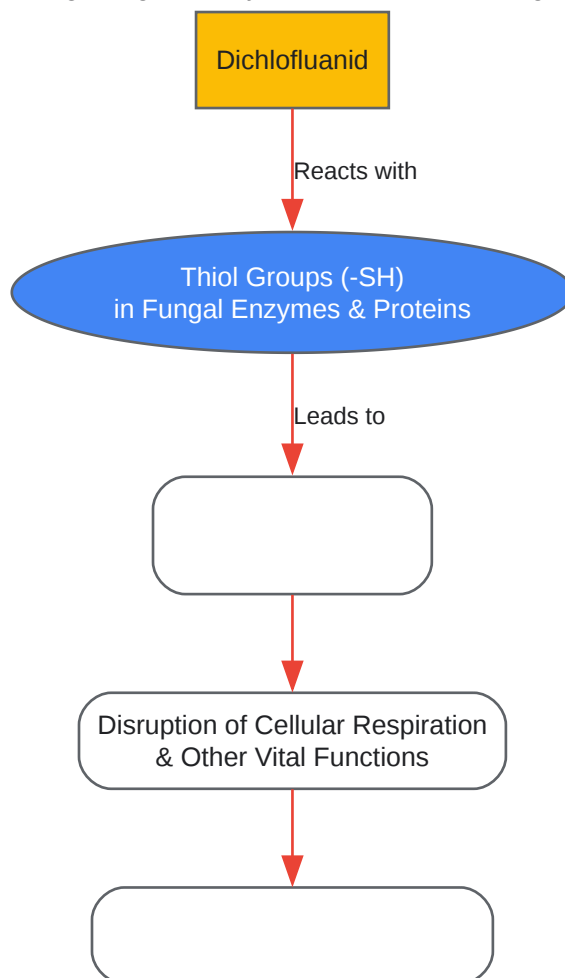 Dichlofluanid
Reacts with
Thiol Groups (-SH)
in Fungal Enzymes & Proteins
Leads to
Disruption of Cellular Respiration
& Other Vital Functions